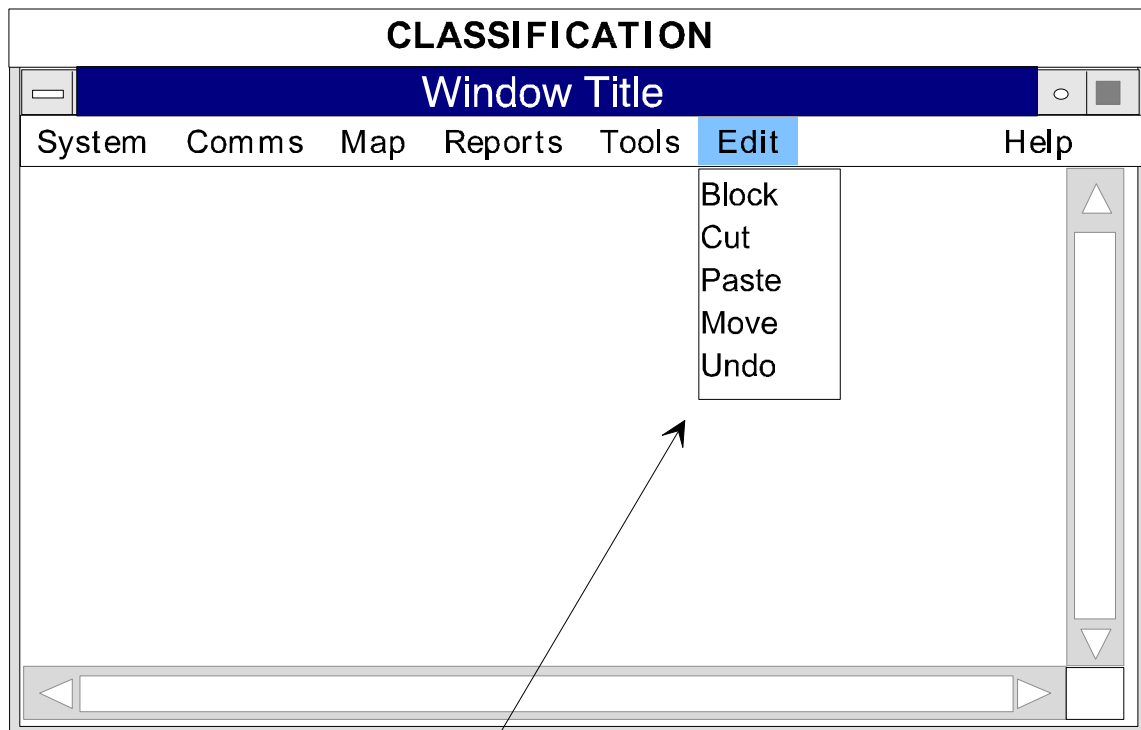 CLASSIFICATION
Window Title
System Comms Map Reports Tools Edit Help
Block
Cut
Paste
Move
Undo